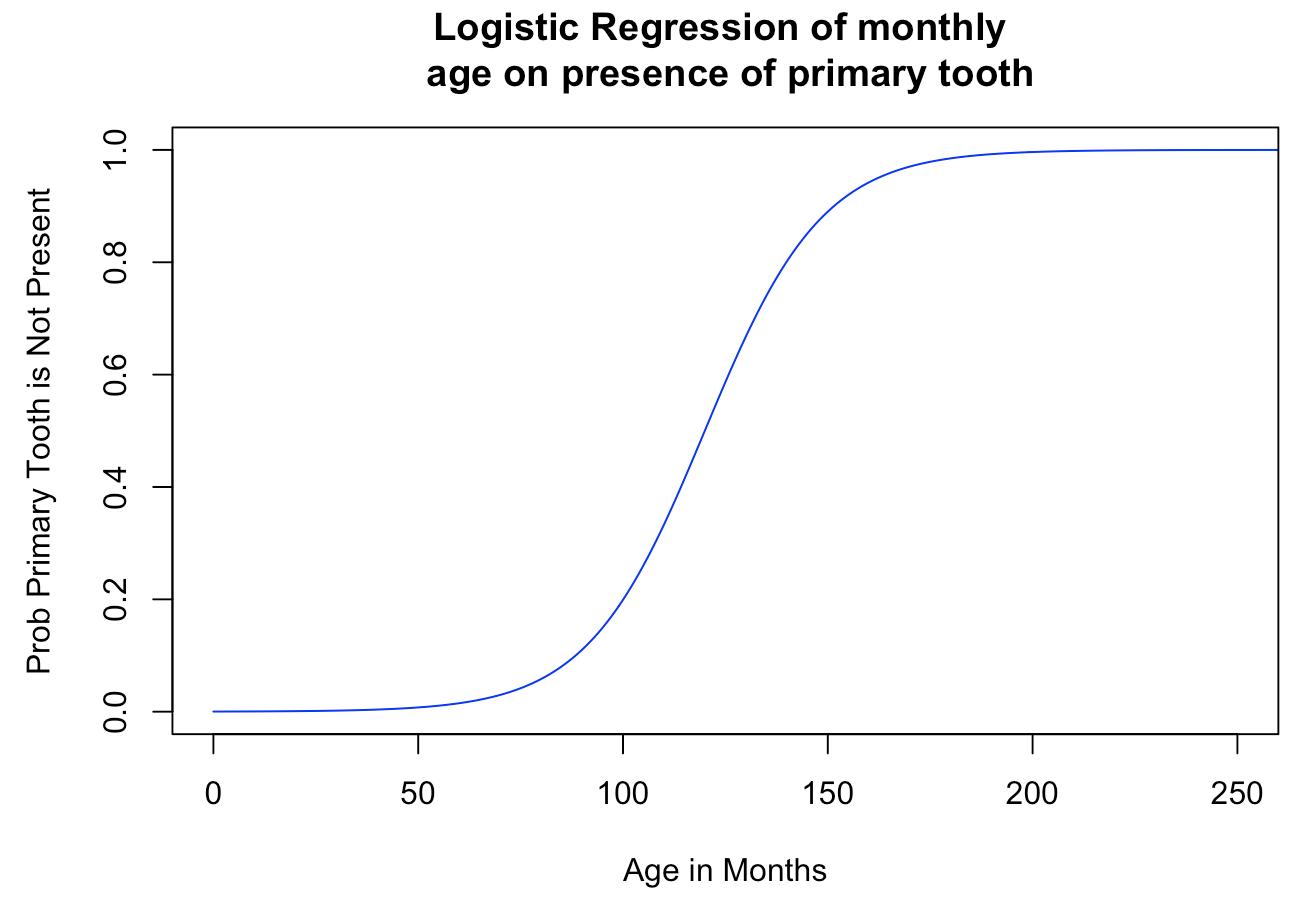 Logistic Regression of monthly
age on presence of primary tooth
Prob Primary Tooth is Not Present
1.0
0.8
0.6
0.4
0.2
0.0
0 50 100 150 200 250
Age in Months